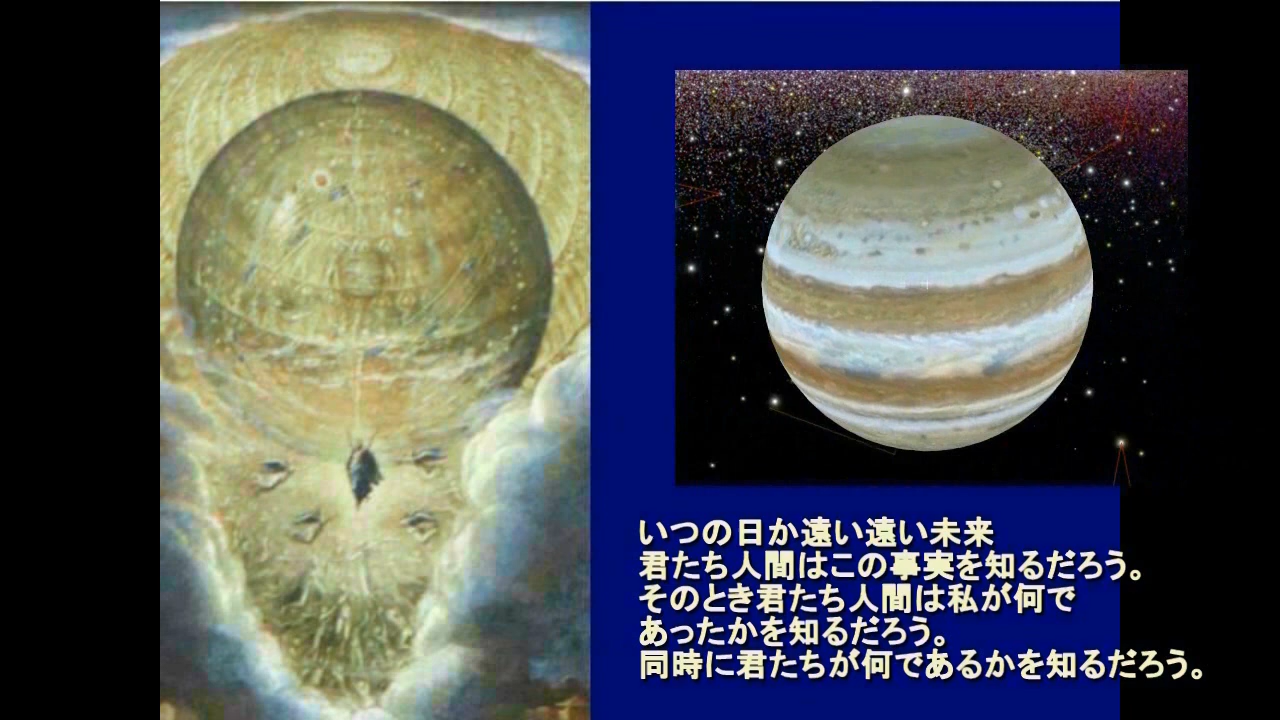 いつの日か遠い遠い未来
君たち人間はこの事実を知るだろう。
そのとき君たち人間は私が何で
あったかを知るだろう。
同時に君たちが何であるかを知るだろう。